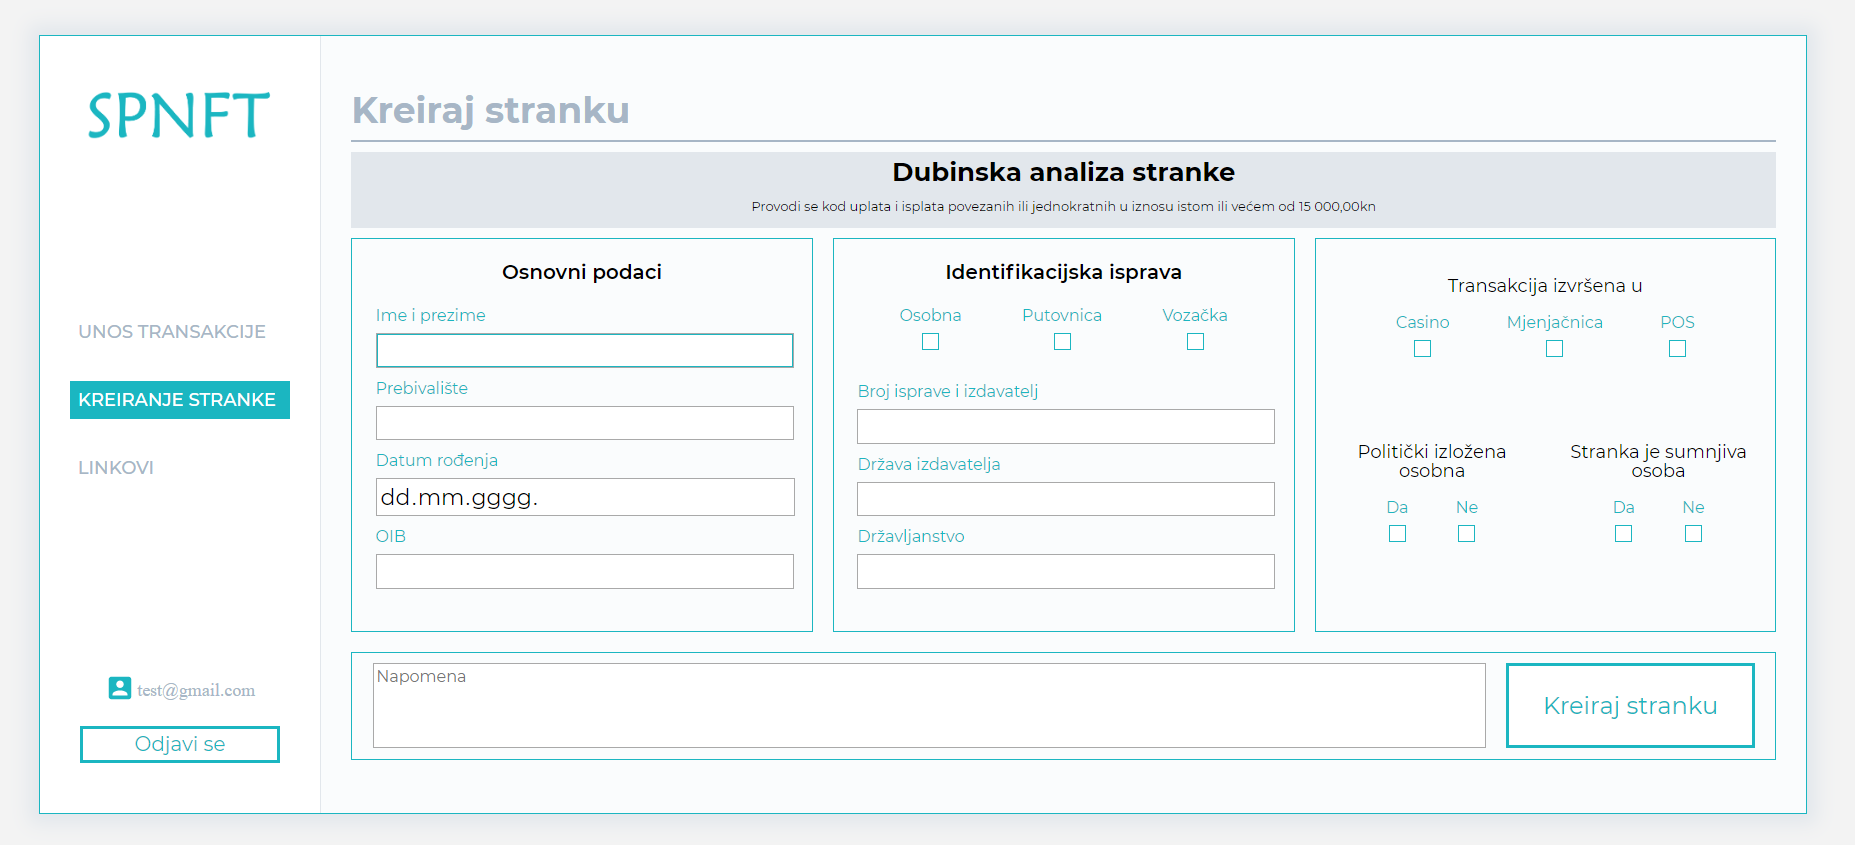 SPNFT
UNOS TRANSAKCIJE
KREIRANJE STRANKE
LINKOVI
test@gmail.com
Odjavi se
Kreiraj stranku
Dubinska analiza stranke
Provodi se kod uplata i isplata povezanih ili jednokratnih u iznosu istom ili većem od 15 000,00kn
Osnovni podaci
Ime i prezime
Prebivalište
Datum rođenja
dd.mm.gggg.
OIB
Identifikacijska isprava
Osobna Putovnica Vozačka
Broj isprave i izdavatelj
Država izdavatelja
Državljanstvo
Transakcija izvršena u
Casino Mjenjačnica POS
Politički izložena
osobna
Da Ne
Stranka je sumnjiva
osoba
Da Ne
Napomena
Kreiraj stranku